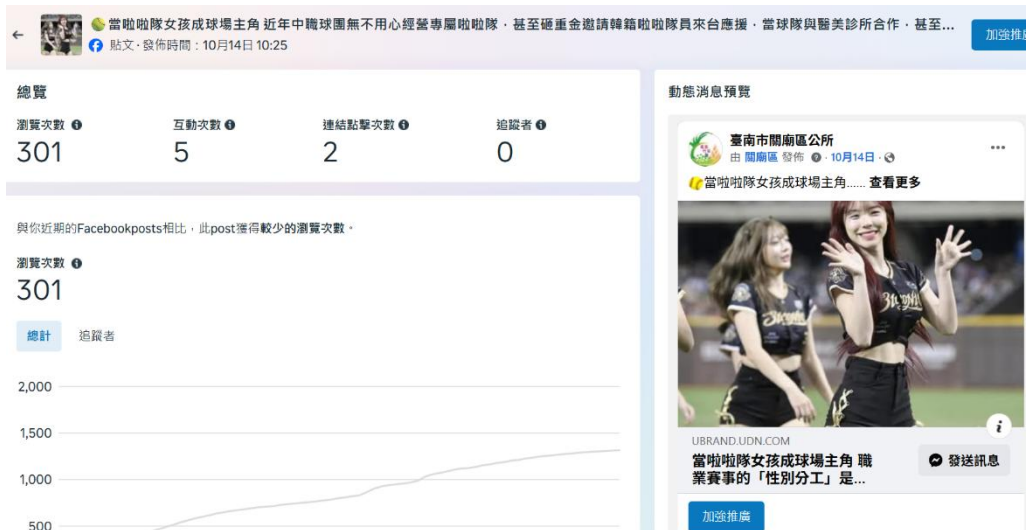 當啦啦隊女孩成球場主角 近年中職球團無不用心經營專屬啦啦隊,甚至砸重金邀請韓籍啦啦隊員來台應援,當球隊與醫美診所合作,甚至...
加強推廣
貼文 · 發佈時間:10月14日 10:25
總覽
瀏覽次數
互動次數
連結點擊次數
追蹤者
301
5
2
0
與你近期的Facebookposts相比,此post獲得較少的瀏覽次數。
瀏覽次數
301
總計
追蹤者
2,000
1,500
1,000
500
動態消息預覽
臺南市關廟區公所
由 關廟區 發佈 · 10月14日 ·
當啦啦隊女孩成球場主角...... 查看更多
UBRAND.UDN.COM
當啦啦隊女孩成球場主角 職
業賽事的「性別分工」是...
發送訊息
加強推廣